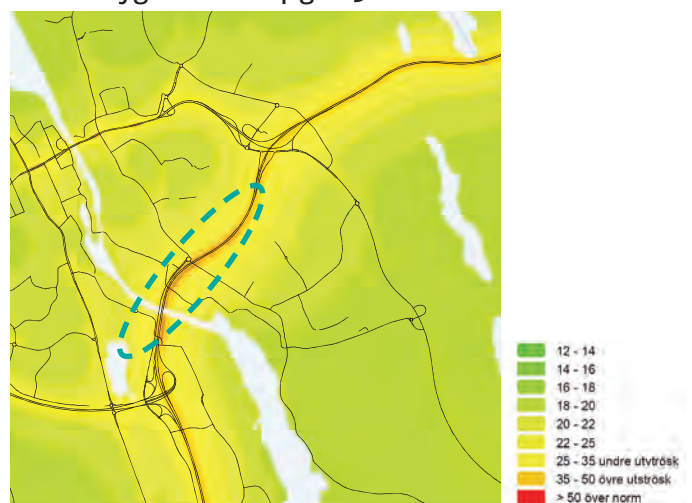 12 - 14
14 - 16
16 - 18
18 - 20
20 - 22
22 - 25
25 - 35 undre utvtrösk
35 - 50 övre utströsk
> 50 över norm